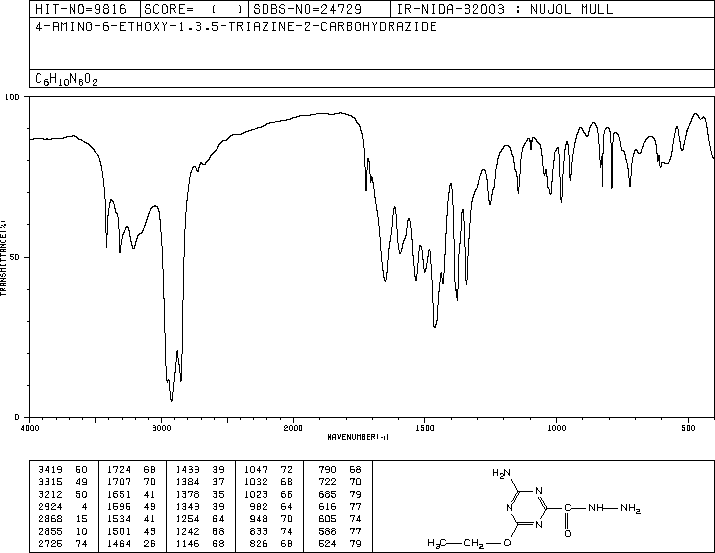 HIT-NO=9816 SCORE= ( ) SDBS-NO=24729 IR-NIDA-32003 : NUJOL MULL
4-AMINO-6-ETHOXY-1,3,5-TRIAZINE-2-CARBOHYDRAZIDE
C6H10N6O2
100
50
0
TRANSMITTANCE(%)
4000 3000 2000 1500 1000 500
WAVENUMBER(-1)
3419 50 1724 68 1433 39 1047 72 790 68
3315 49 1707 70 1384 37 1032 68 722 70
3212 50 1651 41 1378 35 1023 66 685 79
2924 4 1596 49 1343 39 982 64 616 77
2868 15 1534 41 1254 64 948 70 605 74
2855 10 1501 43 1242 68 833 74 588 77
2725 74 1464 26 1146 68 826 68 524 79
H2N
N
N
N
C
NH
NH2
O
H3C
CH2
O